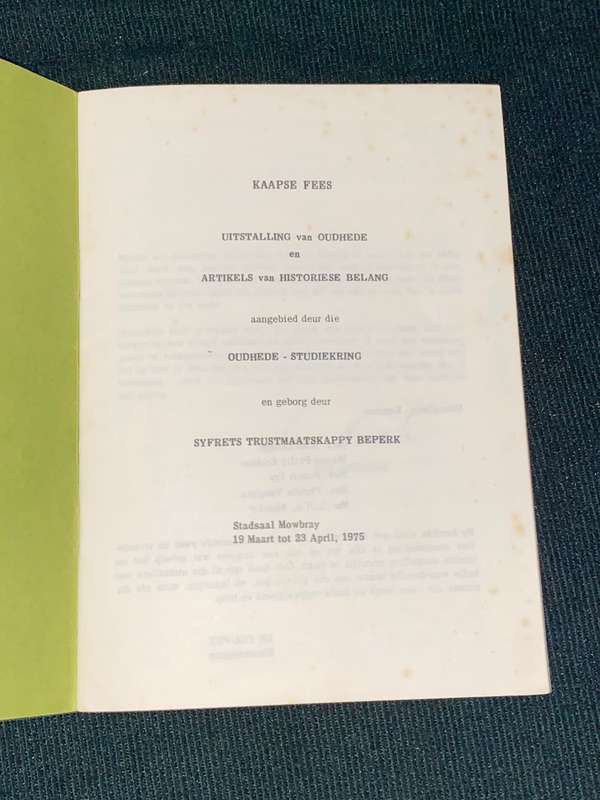 KAAPSE FEES
UITSTALLING van OUDHEDE
en
ARTIKELS van HISTORIESE BELANG
aangebied deur die
OUDHEDE - STUDIEKRING
en geborg deur
SYFRETS TRUSTMAATSKAPPY BEPERK
Stadsaal Mowbray
19 Maart tot 23 April, 1975